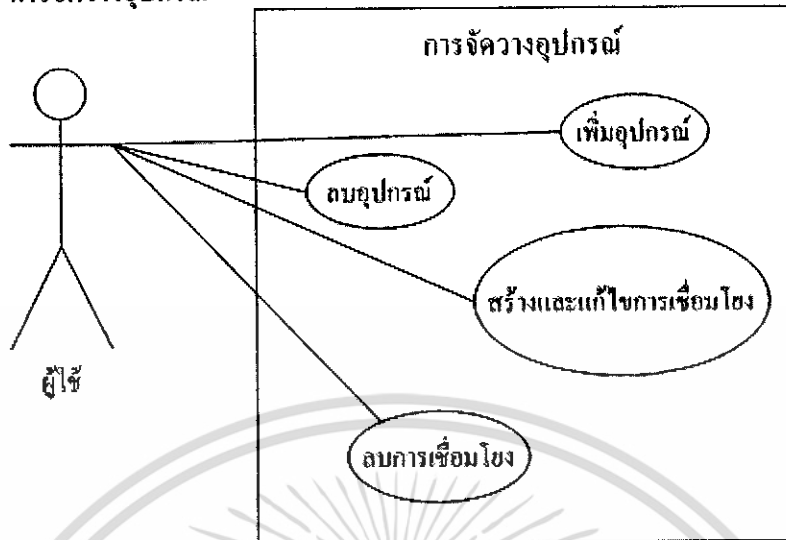 การจัดวางอุปกรณ์
เพิ่มอุปกรณ์
ลบอุปกรณ์
สร้างและแก้ไขการเชื่อมโยง
ผู้ใช้
ลบการเชื่อมโยง